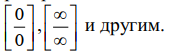 [0/0], [∞/∞] и другим.